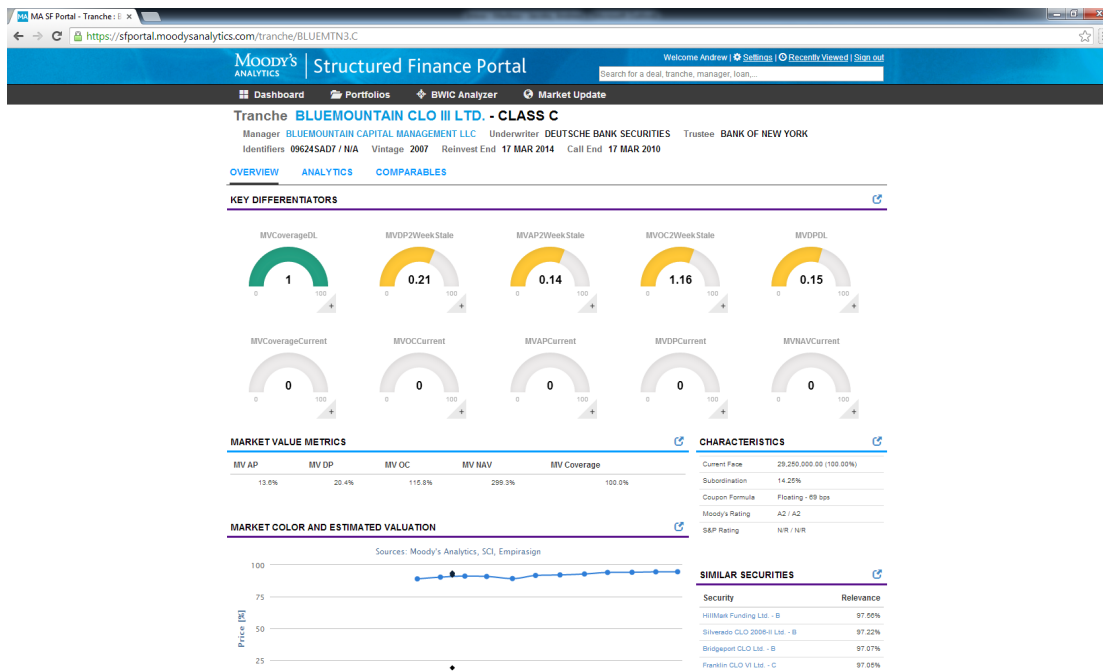 MA SF Portal - Tranche : B
https://sfportal.moodysanalytics.com/tranche/BLUEMTN3.C
Welcome Andrew | Settings | Recently Viewed | Sign out
MOODY'S ANALYTICS
Structured Finance Portal
Search for a deal, tranche, manager, loan,...
Dashboard Portfolios BWIC Analyzer Market Update
Tranche BLUEMOUNTAIN CLO III LTD. - CLASS C
Manager BLUEMOUNTAIN CAPITAL MANAGEMENT LLC Underwriter DEUTSCHE BANK SECURITIES Trustee BANK OF NEW YORK
Identifiers 09624SAD7 / N/A Vintage 2007 Reinvest End 17 MAR 2014 Call End 17 MAR 2010
OVERVIEW ANALYTICS COMPARABLES
KEY DIFFERENTIATORS
MVCoverageDL MVDP2WeekStale MVAP2WeekStale MVOC2WeekStale MVDPDL
1 0.21 0.14 1.16 0.15
0 100 0 100 0 100 0 100 0 100
+ + + + +
MVCoverageCurrent MVOCCurrent MVAPCurrent MVDPCurrent MVNAVCurrent
0 0 0 0 0
0 100 0 100 0 100 0 100 0 100
+ + + + +
MARKET VALUE METRICS
MV AP MV DP MV OC MV NAV MV Coverage
13.6% 20.4% 115.8% 299.3% 100.0%
CHARACTERISTICS
Current Face 29,250,000.00 (100.00%)
Subordination 14.25%
Coupon Formula Floating - 69 bps
Moody's Rating A2 / A2
S&P Rating N/R / N/R
MARKET COLOR AND ESTIMATED VALUATION
Sources: Moody's Analytics, SCI, Empirasign
100
75
50
25
Price [%]
SIMILAR SECURITIES
Security Relevance
HillMark Funding Ltd. - B 97.66%
Silverado CLO 2006-II Ltd. - B 97.22%
Bridgeport CLO Ltd. - B 97.07%
Franklin CLO VI Ltd. - C 97.05%